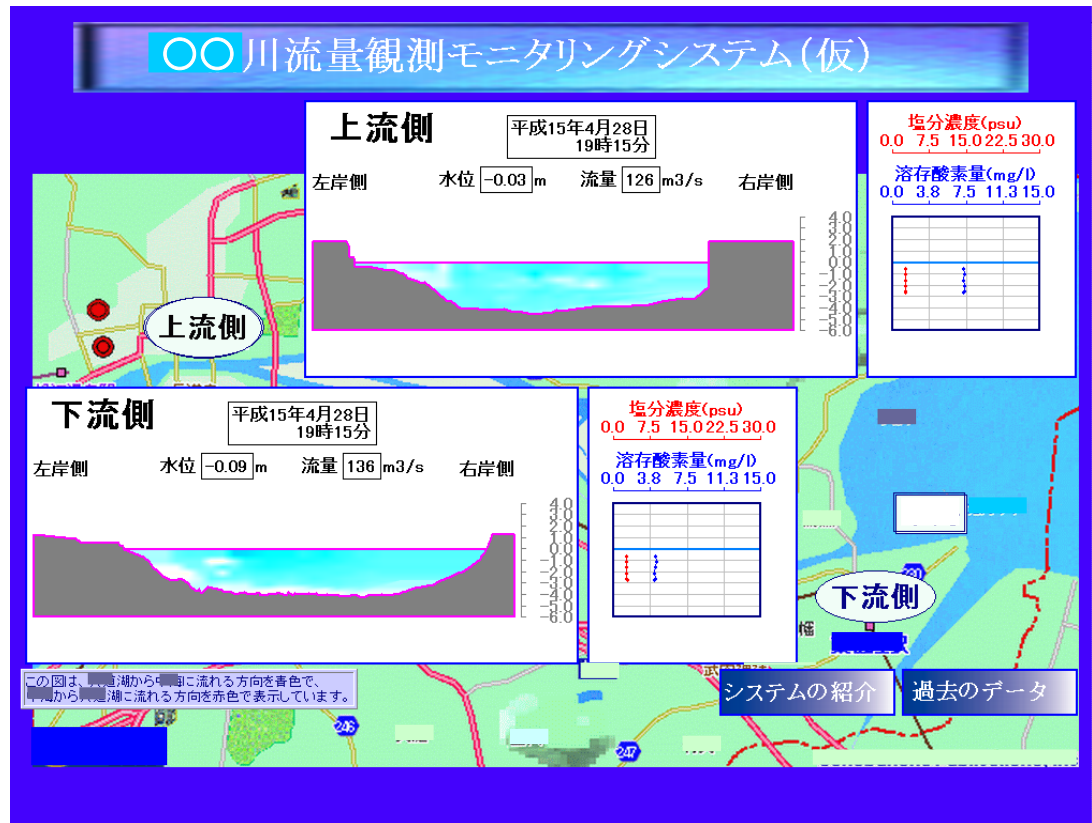 〇〇川流量観測モニタリングシステム(仮)
上流側
平成15年4月28日
19時15分
左岸側
水位 -0.03 m
流量 126 m3/s
右岸側
4.0
3.0
2.0
1.0
0.0
-1.0
-2.0
-3.0
-4.0
-5.0
-6.0
塩分濃度(psu)
0.0 7.5 15.0 22.5 30.0
溶存酸素量(mg/l)
0.0 3.8 7.5 11.3 15.0
上流側
下流側
平成15年4月28日
19時15分
左岸側
水位 -0.09 m
流量 136 m3/s
右岸側
4.0
3.0
2.0
1.0
0.0
-1.0
-2.0
-3.0
-4.0
-5.0
-6.0
塩分濃度(psu)
0.0 7.5 15.0 22.5 30.0
溶存酸素量(mg/l)
0.0 3.8 7.5 11.3 15.0
下流側
この図は、道湖から中海に流れる方向を青色で、
海から道湖に流れる方向を赤色で表示しています。
システムの紹介
過去のデータ
246
247